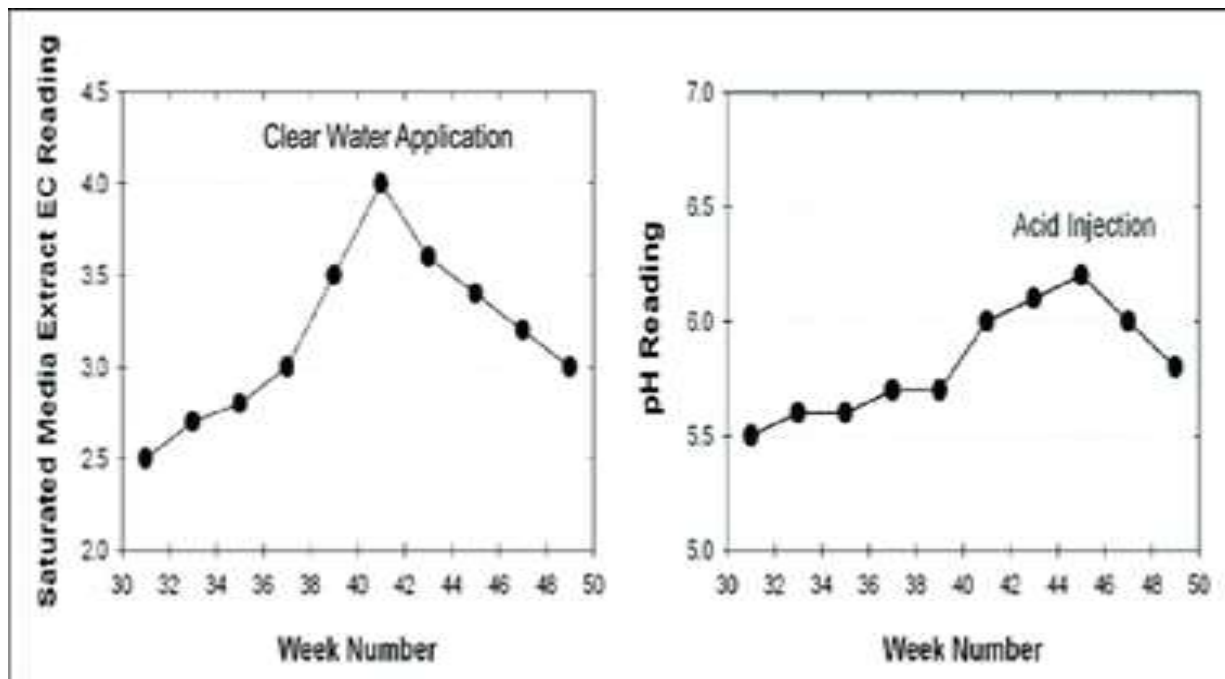 Saturated Media Extract EC Reading
4.5
4.0
3.5
3.0
2.5
2.0
Clear Water Application
30 32 34 36 38 40 42 44 46 48 50
Week Number
pH Reading
7.0
6.5
6.0
5.5
5.0
Acid Injection
30 32 34 36 38 40 42 44 46 48 50
Week Number